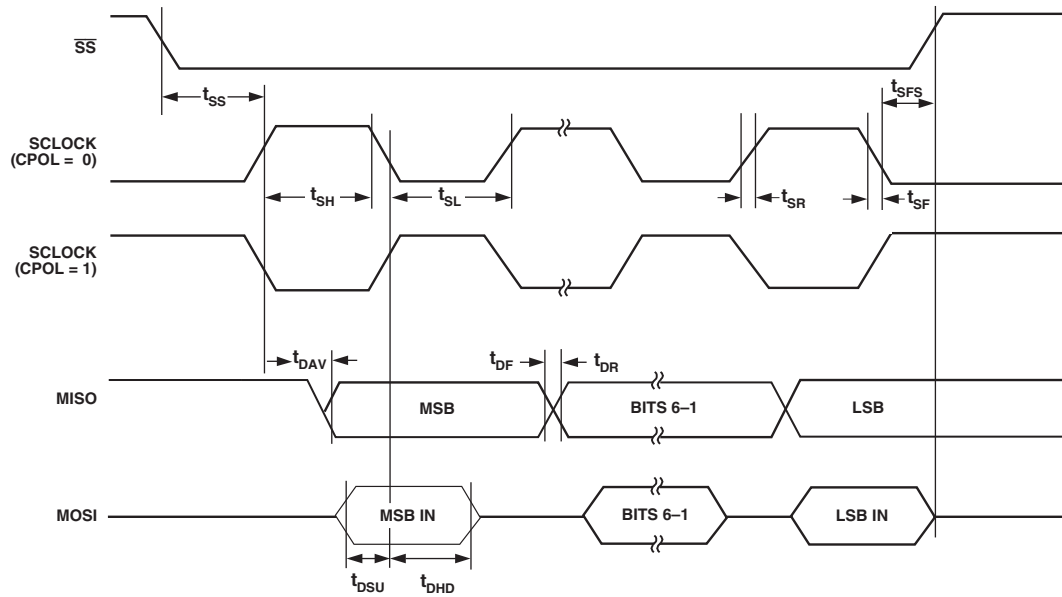 SS
tSS
tSFS
SCLOCK
(CPOL = 0)
tSH
tSL
tSR
tSF
SCLOCK
(CPOL = 1)
tDAV
tDF
tDR
MISO
MSB
BITS 6–1
LSB
MOSI
MSB IN
BITS 6–1
LSB IN
tDSU
tDHD